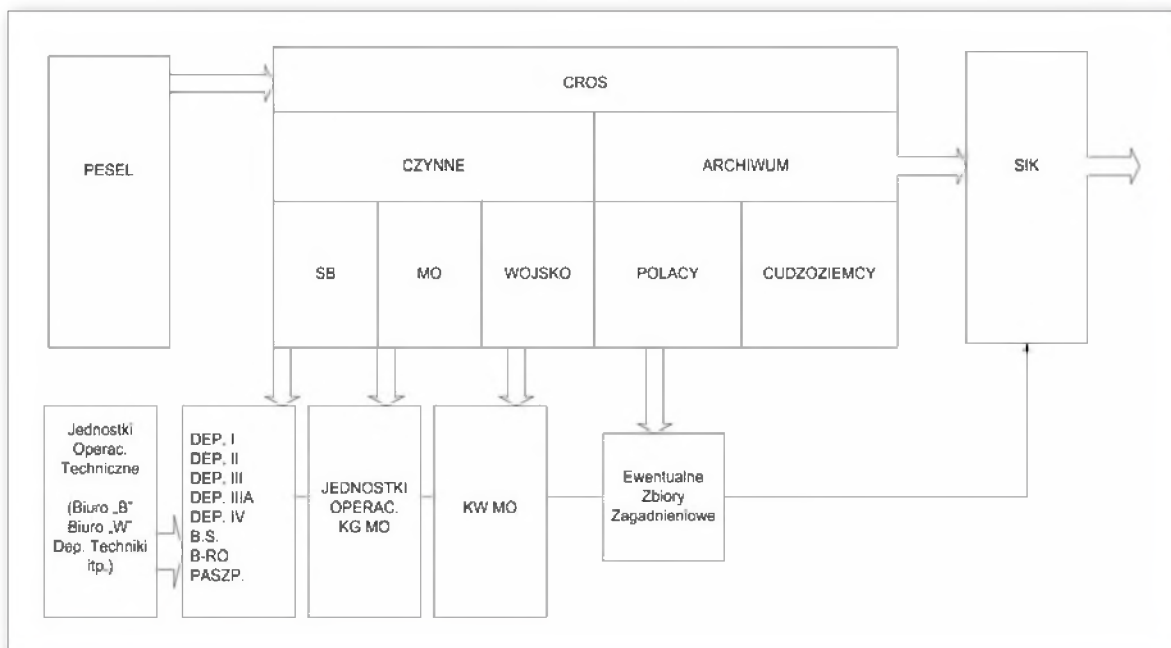 CROS
PESEL
CZYNNE
ARCHIWUM
SIK
SB
MO
WOJSKO
POLACY
CUDZOZIEMCY
Jednostki
Operac.
Techniczne
(Biuro „B”
Biuro „W”
Dep. Techniki
itp.)
DEP. I
DEP. II
DEP. III
DEP. IIIA
DEP. IV
B.S.
B-RO
PASZP.
JEDNOSTKI
OPERAC.
KG MO
KW MO
Ewentualne
Zbiory
Zagadnieniowe